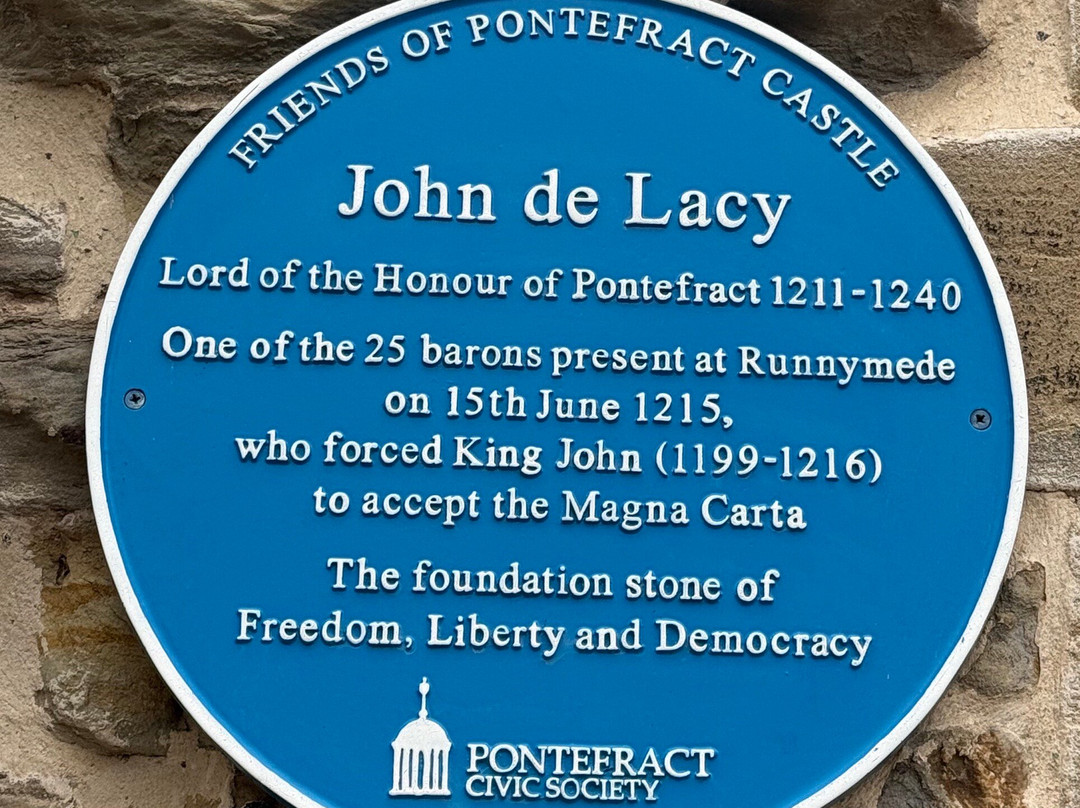 FRIENDS OF PONTEFRACT CASTLE
John de Lacy
Lord of the Honour of Pontefract 1211-1240
One of the 25 barons present at Runnymede
on 15th June 1215,
who forced King John (1199-1216)
to accept the Magna Carta
The foundation stone of
Freedom, Liberty and Democracy
PONTEFRACT
CIVIC SOCIETY